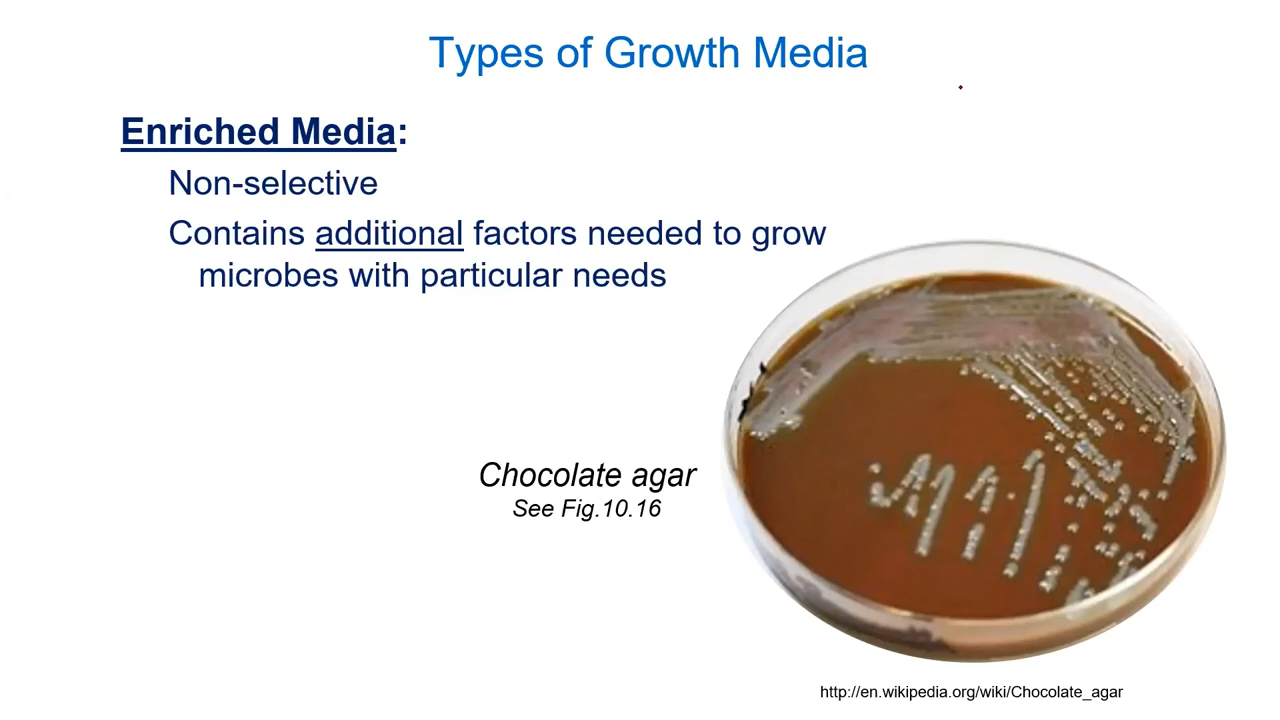 Types of Growth Media
Enriched Media:
Non-selective
Contains additional factors needed to grow
microbes with particular needs
Chocolate agar
See Fig.10.16
http://en.wikipedia.org/wiki/Chocolate_agar